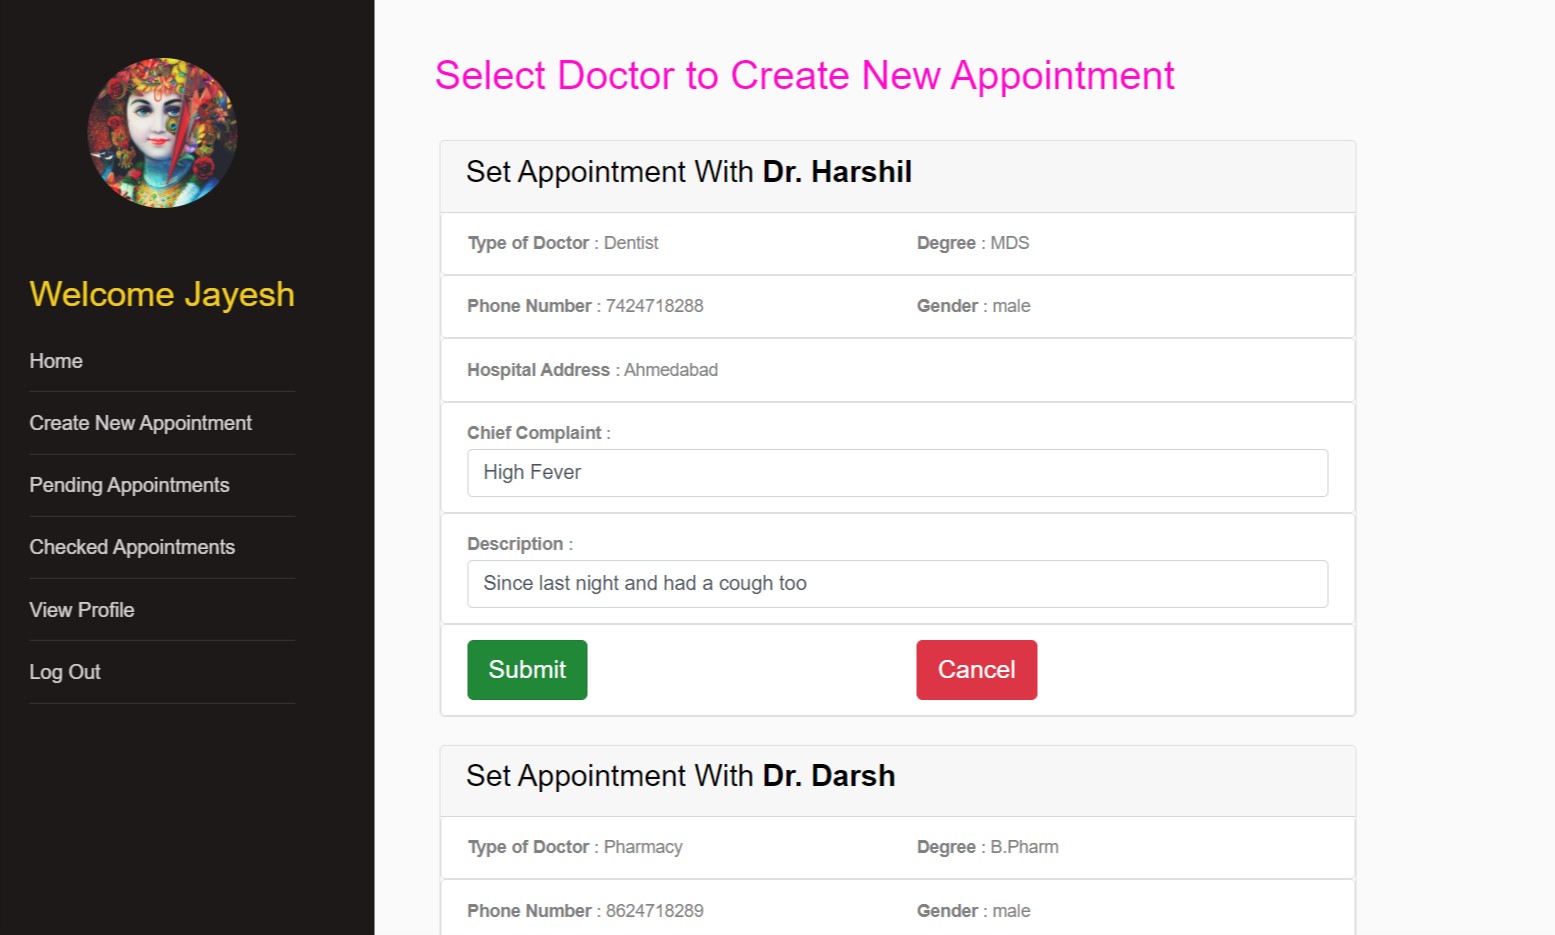 Welcome Jayesh
Home
Create New Appointment
Pending Appointments
Checked Appointments
View Profile
Log Out
Select Doctor to Create New Appointment
Set Appointment With Dr. Harshil
Type of Doctor : Dentist Degree : MDS
Phone Number : 7424718288 Gender : male
Hospital Address : Ahmedabad
Chief Complaint :
High Fever
Description :
Since last night and had a cough too
Submit Cancel
Set Appointment With Dr. Darsh
Type of Doctor : Pharmacy Degree : B.Pharm
Phone Number : 8624718289 Gender : male